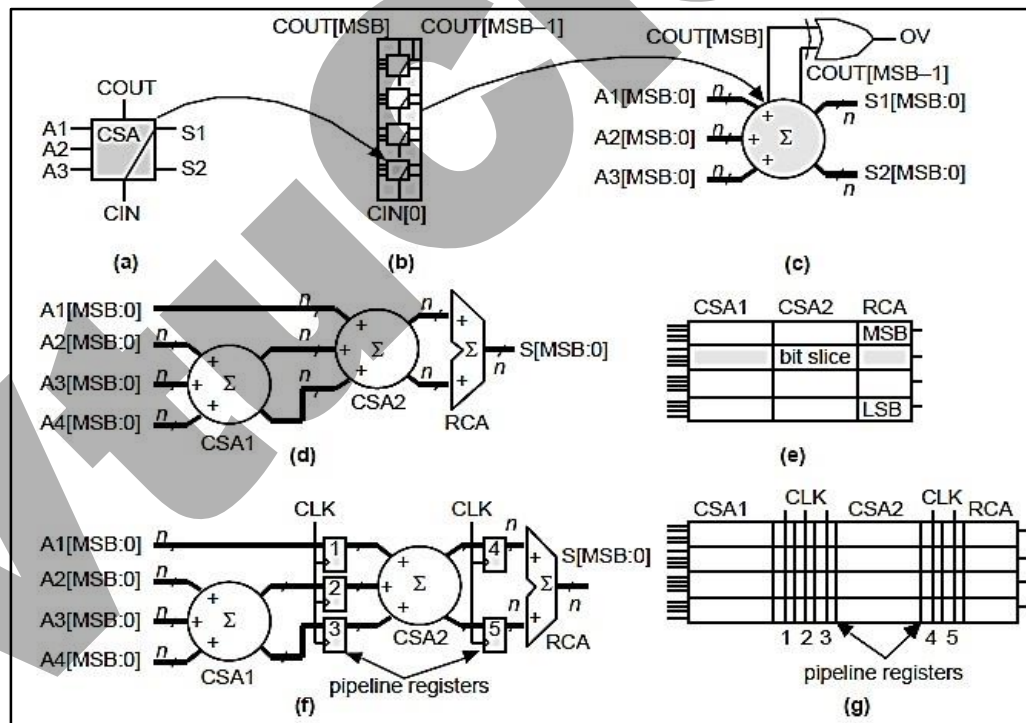 COUT[MSB] COUT[MSB–1]
COUT
A1 CSA S1
A2
A3 S2
CIN
CIN[0]
COUT[MSB] OV
COUT[MSB–1]
A1[MSB:0] n + n S1[MSB:0]
A2[MSB:0] n + Σ
A3[MSB:0] n + n S2[MSB:0]
(a) (b) (c)
A1[MSB:0] n + n +
A2[MSB:0] n + n + Σ Σ n S[MSB:0]
A3[MSB:0] n + Σ n + n +
A4[MSB:0] n + CSA2 RCA
CSA1
(d)
CSA1 CSA2 RCA
MSB
bit slice
LSB
(e)
CLK CLK
A1[MSB:0] n 1 + 4 n + S[MSB:0]
A2[MSB:0] n + 2 + Σ Σ n
A3[MSB:0] n + Σ 3 + 5 n +
A4[MSB:0] n + CSA2 RCA
CSA1
pipeline registers
(f)
CSA1 CLK CSA2 CLK RCA
1 2 3 4 5
pipeline registers
(g)